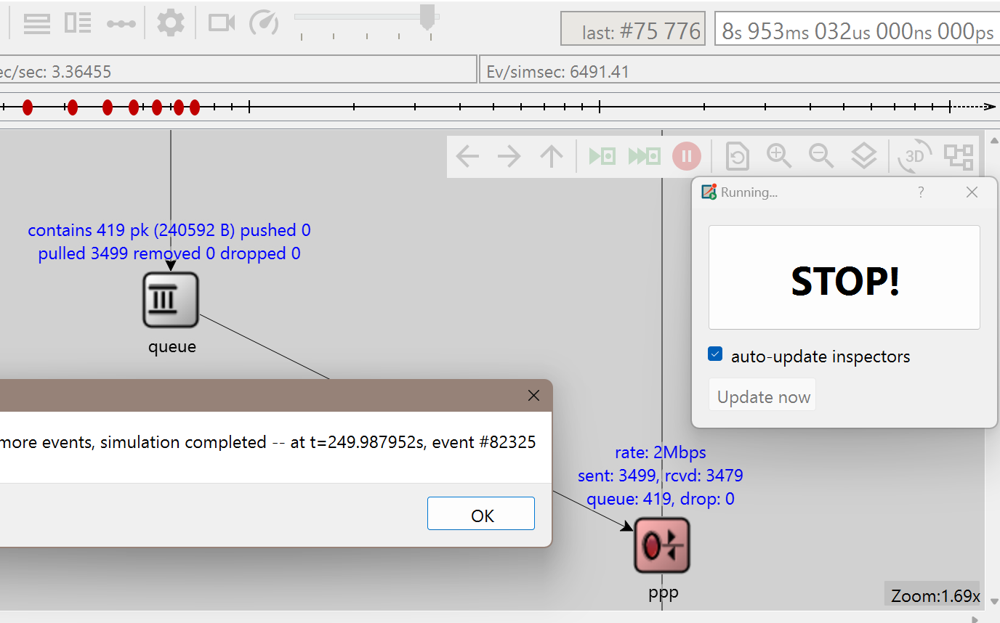 last: #75 776
8s 953ms 032us 000ns 000ps
ec/sec: 3.36455
Ev/simsec: 6491.41
3D
Running...
?
STOP!
auto-update inspectors
Update now
contains 419 pk (240592 B) pushed 0
pulled 3499 removed 0 dropped 0
queue
more events, simulation completed -- at t=249.987952s, event #82325
OK
rate: 2Mbps
sent: 3499, rcvd: 3479
queue: 419, drop: 0
ppp
Zoom:1.69x